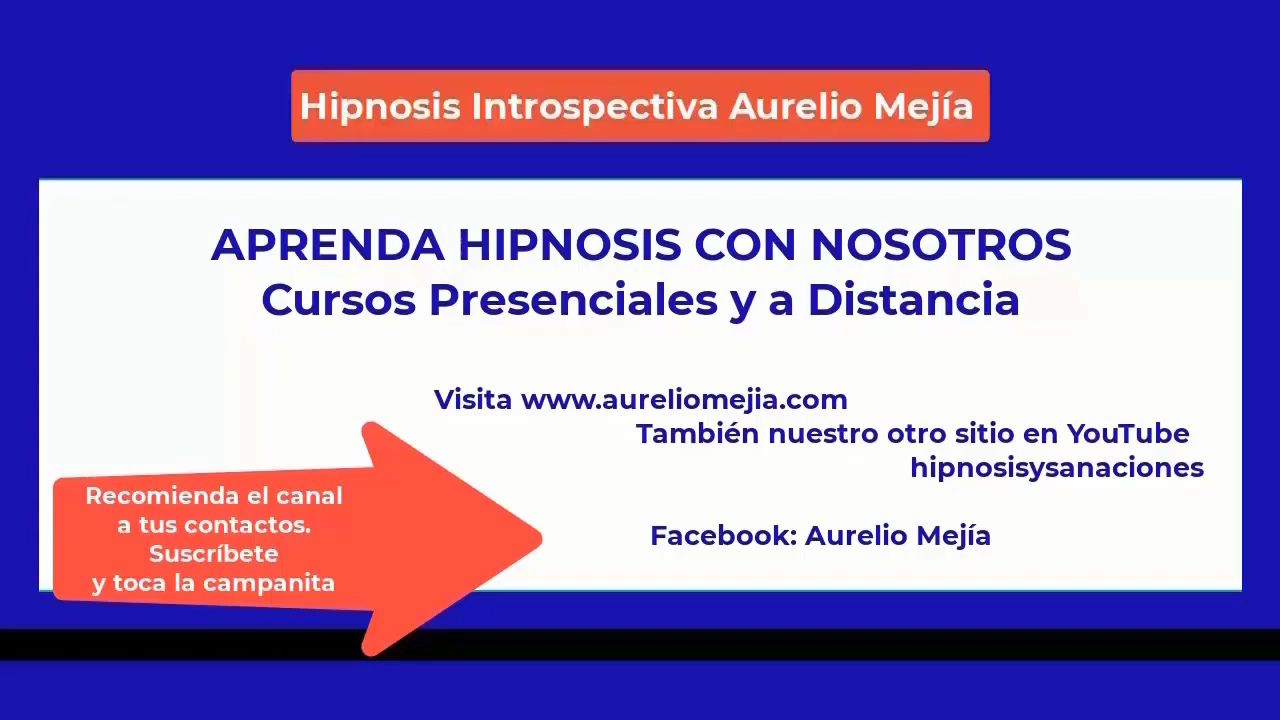 Hipnosis Introspectiva Aurelio Mejía
APRENDA HIPNOSIS CON NOSOTROS
Cursos Presenciales y a Distancia
Visita www.aureliomejia.com
También nuestro otro sitio en YouTube
hipnosisysanaciones
Facebook: Aurelio Mejía
Recomienda el canal
a tus contactos.
Suscríbete
y toca la campanita